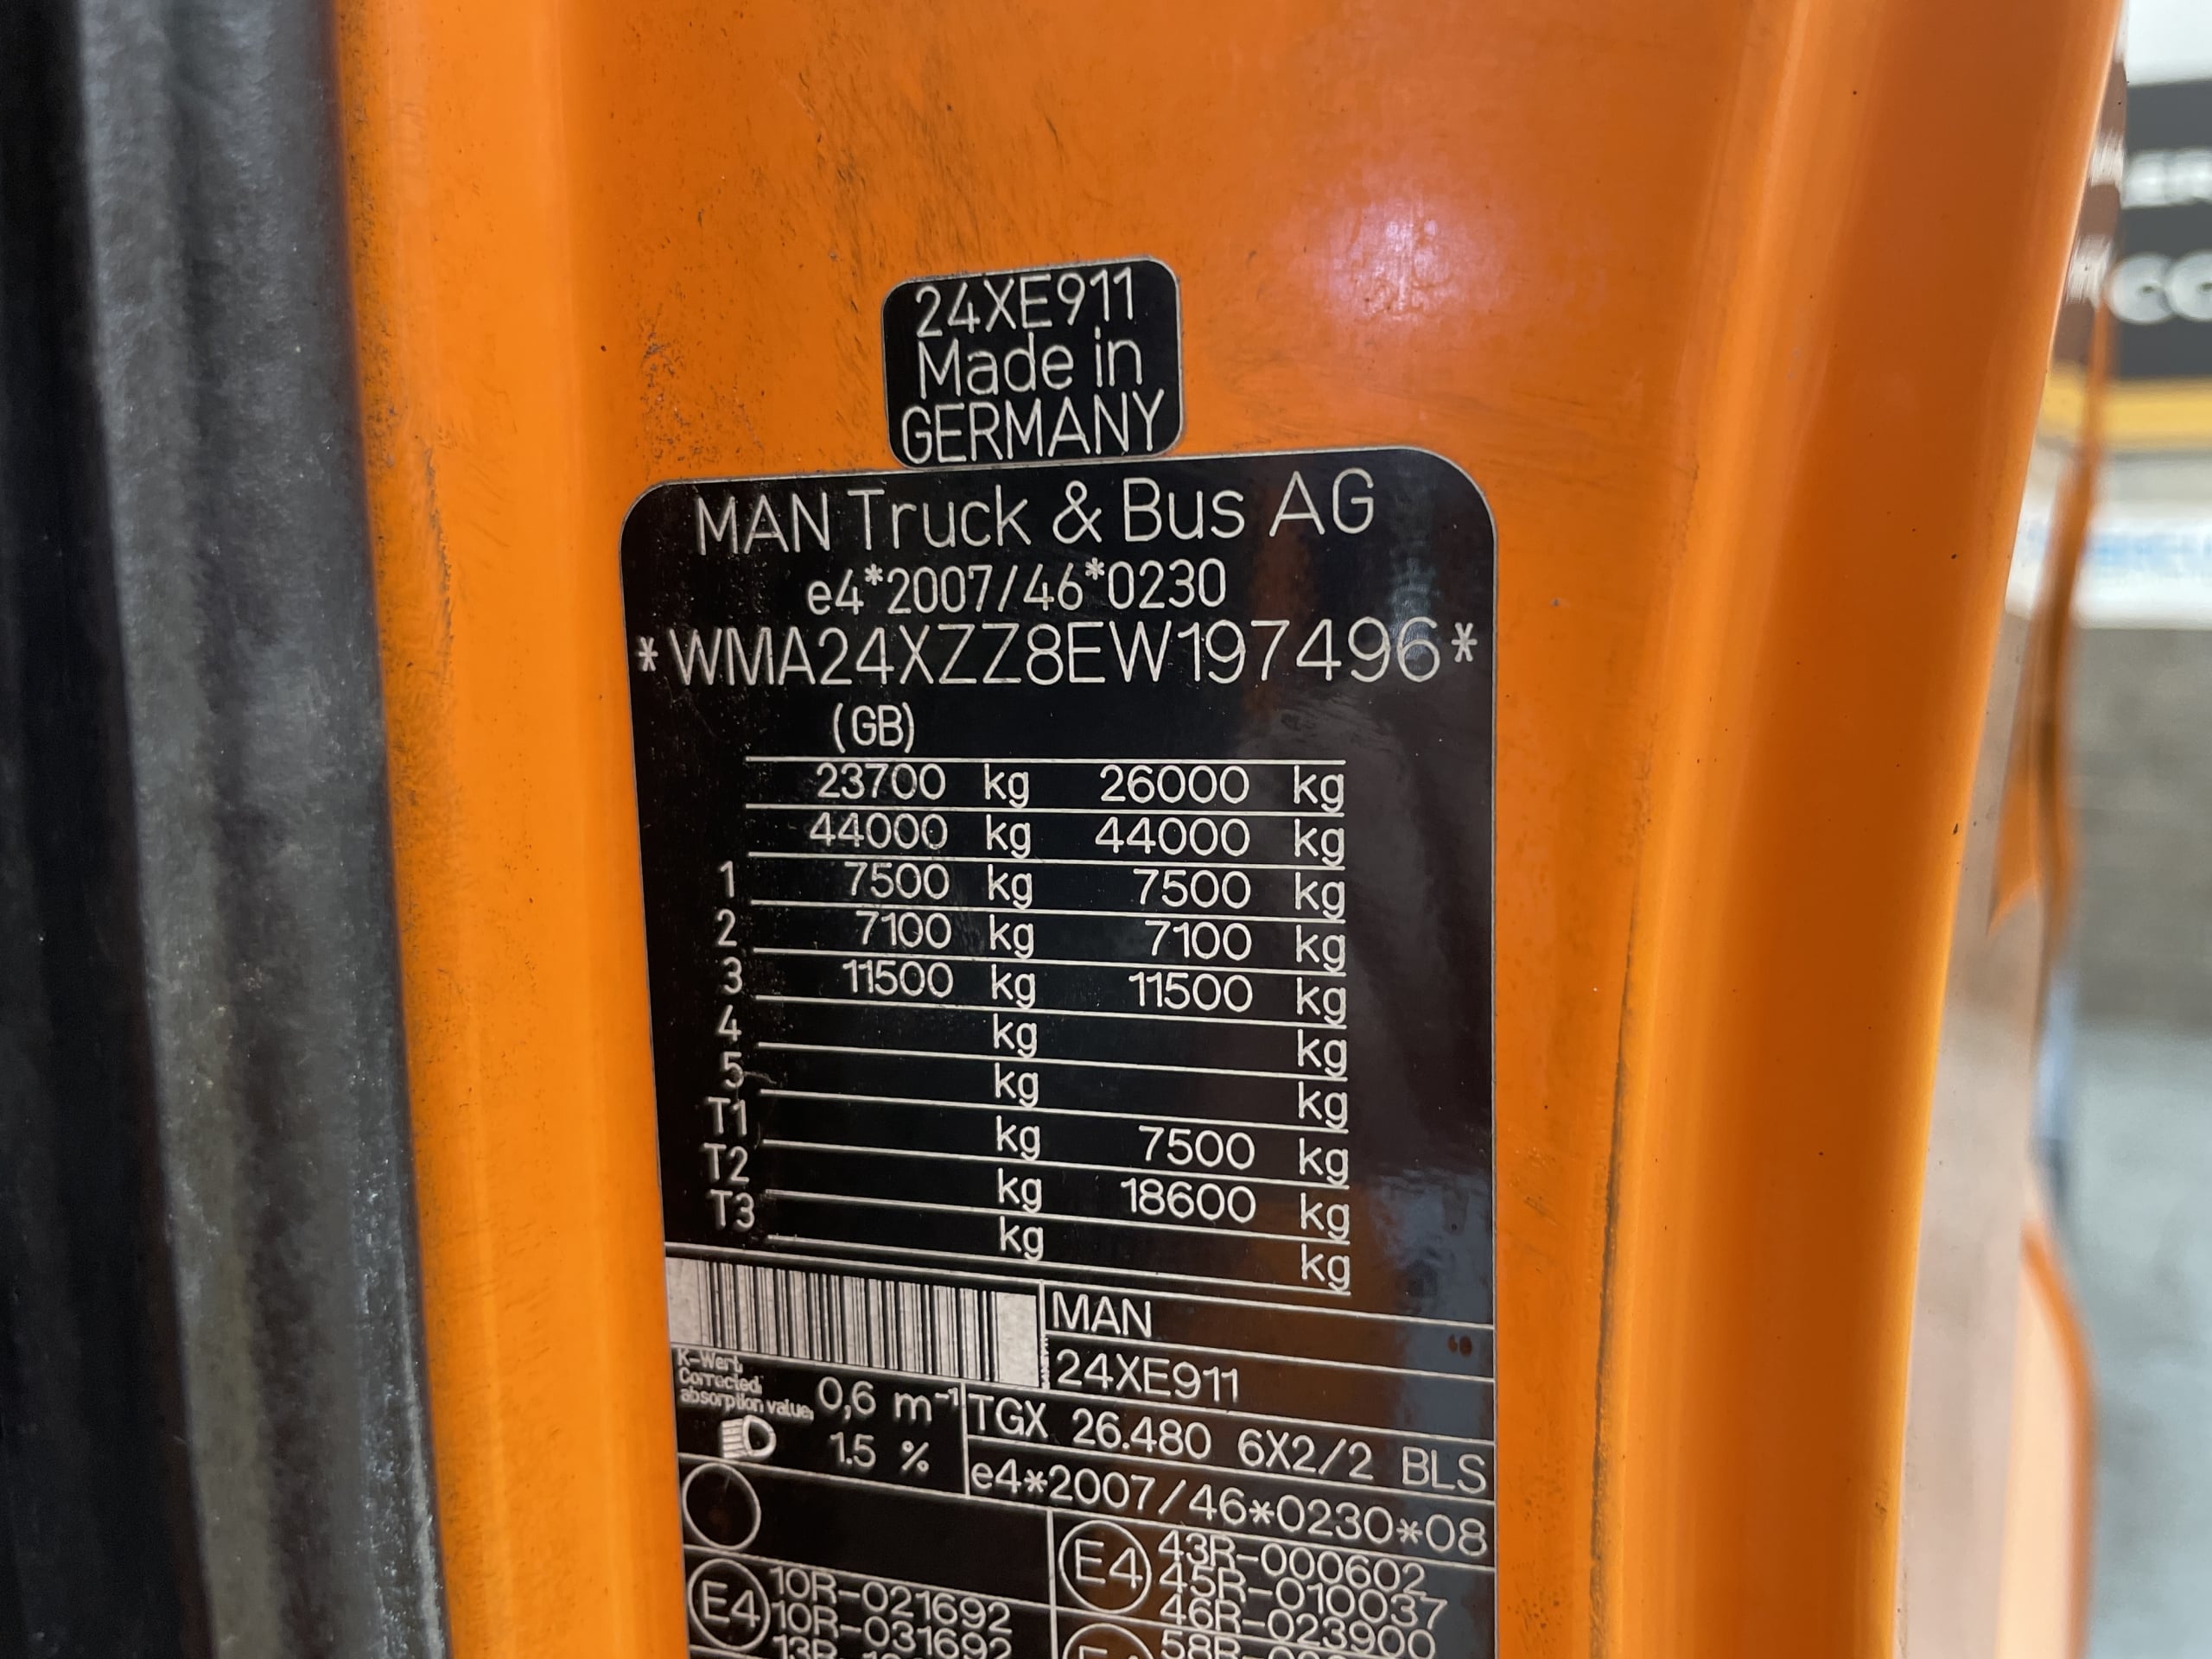 24XE911
Made in
GERMANY
MAN Truck & Bus AG
e4*2007/46*0230
*WMA24XZZ8EW197496*
(GB)
23700 kg 26000 kg
44000 kg 44000 kg
1 7500 kg 7500 kg
2 7100 kg 7100 kg
3 11500 kg 11500 kg
4 kg kg
5 kg kg
T1 kg 7500 kg
T2 kg 18600 kg
T3 kg kg
MAN
24XE911
K-Wert
Corrected
absorption value
0,6 m⁻¹
1.5 %
TGX 26.480 6X2/2 BLS
e4*2007/46*0230*08
E4
10R-021692
10R-031692
E4
43R-000602
45R-010037
46R-023900